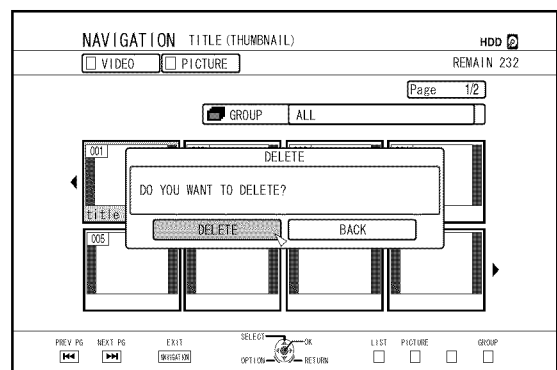 NAVIGATION TITLE (THUMBNAIL) HDD
VIDEO PICTURE REMAIN 232
Page 1/2
GROUP ALL
001
DELETE
DO YOU WANT TO DELETE?
title
DELETE BACK
005
PREV PG NEXT PG EXIT SELECT OK LIST PICTURE GROUP
NAVIGATION
OPTION RETURN